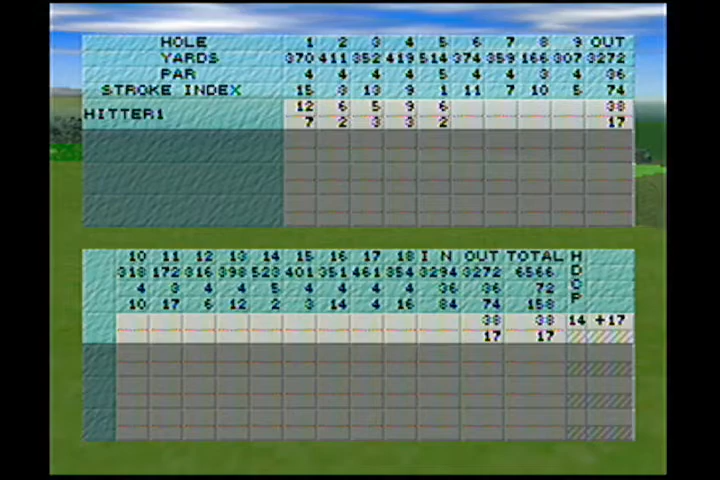 HOLE 1 2 3 4 5 6 7 8 9 OUT
YARDS 370 411 352 419 514 374 359 166 307 3272
PAR 4 4 4 4 5 4 4 3 4 36
STROKE INDEX 15 3 13 9 1 11 7 10 5 74
HITTER1 12 6 5 9 6 38
7 2 3 3 2 17
10 11 12 13 14 15 16 17 18 I N OUT TOTAL HDCP
318 172 316 398 523 401 351 461 354 3294 3272 6566
4 3 4 4 5 4 4 4 4 36 36 72
10 17 6 12 2 3 14 4 16 84 74 158
38 38 14 +17
17 17